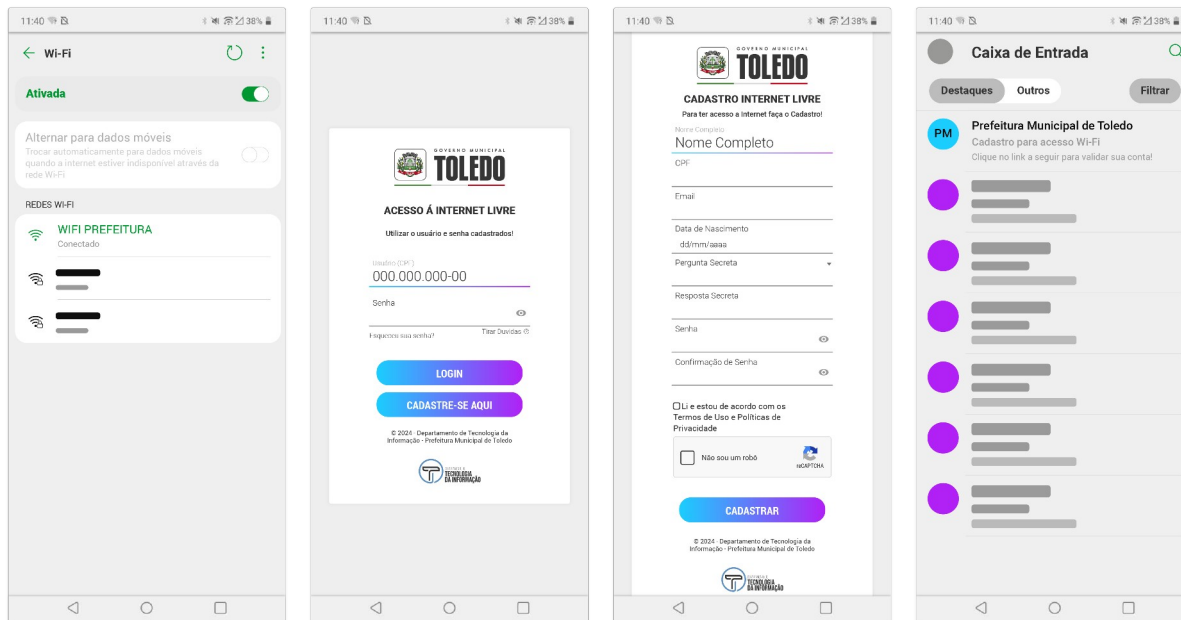 11:40
38%
Wi-Fi
Ativada
Alternar para dados móveis
Trocar automaticamente para dados móveis
quando a internet estiver indisponível através da
rede Wi-Fi
REDES WI-FI
WIFI PREFEITURA
Conectado
11:40
38%
GOVERNO MUNICIPAL
TOLEDO
ACESSO Á INTERNET LIVRE
Utilizar o usuário e senha cadastrados!
Usuário (CPF)
000.000.000-00
Senha
Esqueceu sua senha?
Tirar Duvidas
LOGIN
CADASTRE-SE AQUI
© 2024 - Departamento de Tecnologia da
Informação - Prefeitura Municipal de Toledo
TECNOLOGIA
DA INFORMAÇÃO
11:40
38%
GOVERNO MUNICIPAL
TOLEDO
CADASTRO INTERNET LIVRE
Para ter acesso a Internet faça o Cadastro!
Nome Completo
Nome Completo
CPF
Email
Data de Nascimento
dd/mm/aaaa
Pergunta Secreta
Resposta Secreta
Senha
Confirmação de Senha
Li e estou de acordo com os
Termos de Uso e Políticas de
Privacidade
Não sou um robô
reCAPTCHA
CADASTRAR
© 2024 - Departamento de Tecnologia da
Informação - Prefeitura Municipal de Toledo
TECNOLOGIA
DA INFORMAÇÃO
11:40
38%
Caixa de Entrada
Destaques
Outros
Filtrar
PM
Prefeitura Municipal de Toledo
Cadastro para acesso Wi-Fi
Clique no link a seguir para validar sua conta!